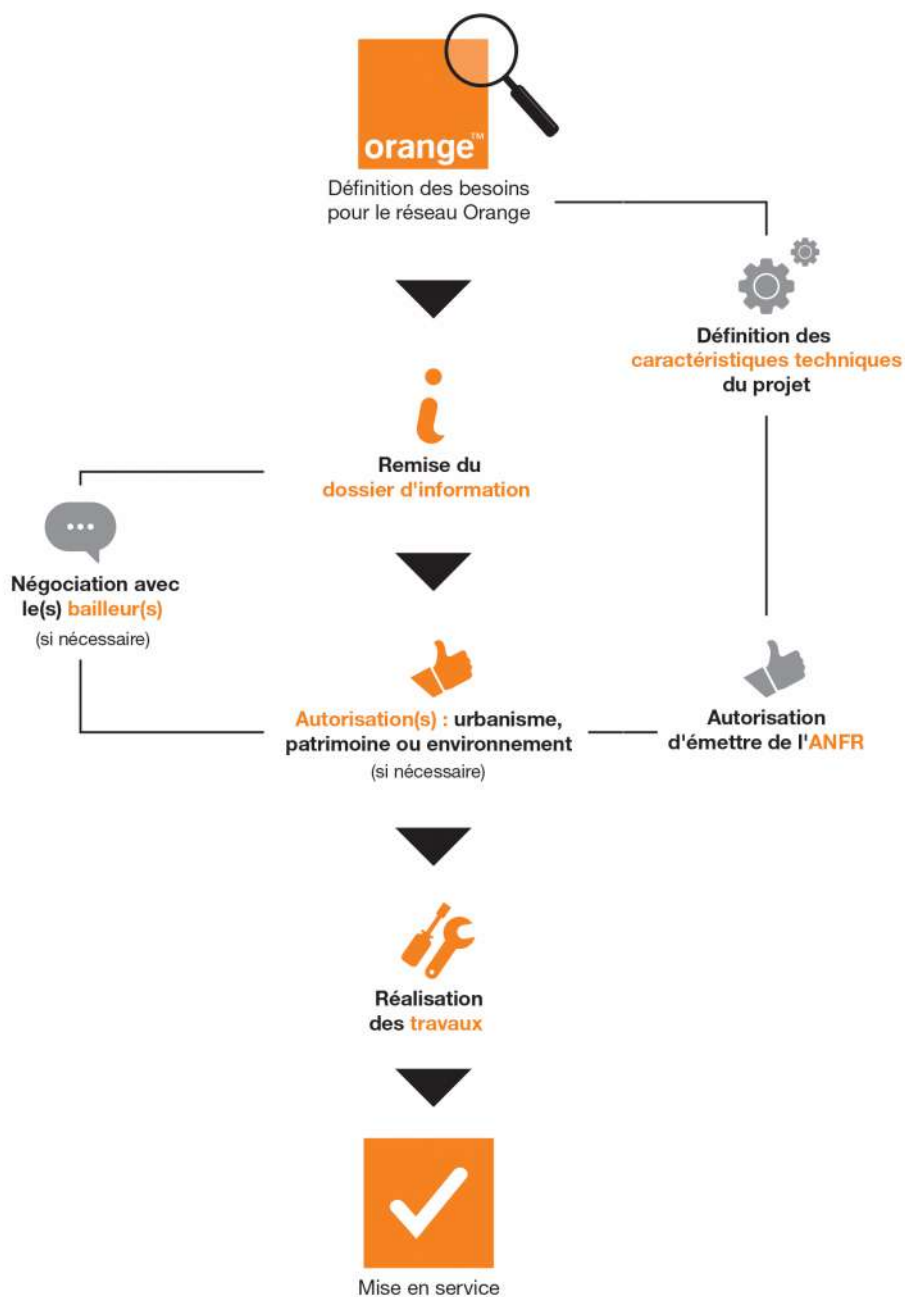 orange™
Définition des besoins
pour le réseau Orange
Définition des
caractéristiques techniques
du projet
Remise du
dossier d'information
Négociation avec
le(s) bailleur(s)
(si nécessaire)
Autorisation(s) : urbanisme,
patrimoine ou environnement
(si nécessaire)
Autorisation
d'émettre de l'ANFR
Réalisation
des travaux
Mise en service